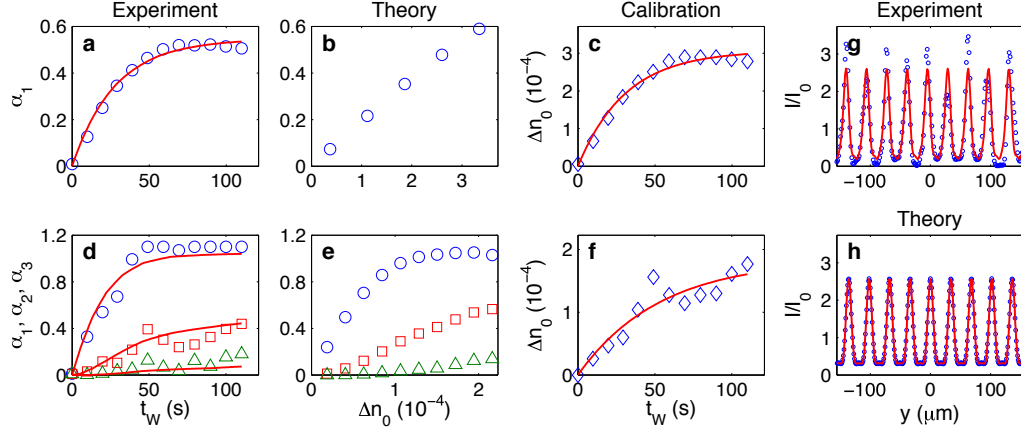 Experiment Theory Calibration Experiment
a b c g
0.6 0.6 3 3
0.4 0.4 2 2
0.2 0.2 1 1
0 0 0 0
α1 Δn0 (10−4) I/I0
0 50 100 0 1 2 3 0 50 100 −100 0 100
Theory
d e f h
1.2 1.2 2 3
0.8 0.8 2
0.4 0.4 1 1
0 0 0 0
α1, α2, α3 Δn0 (10−4) I/I0
0 50 100 0 1 2 0 50 100 −100 0 100
tW (s) Δn0 (10−4) tW (s) y (μm)